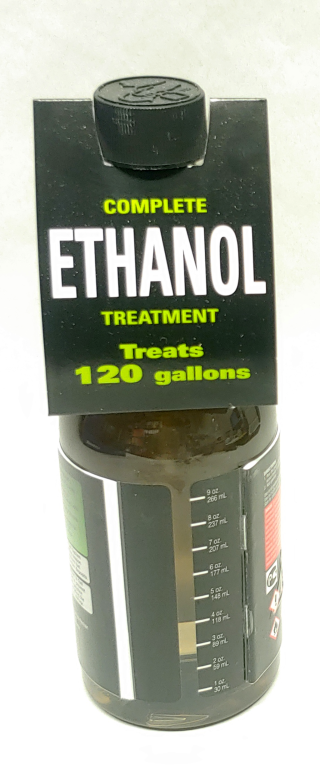 COMPLETE
ETHANOL
TREATMENT
Treats
120 gallons
9 oz.
266 mL
8 oz.
237 mL
7 oz.
207 mL
6 oz.
177 mL
5 oz.
148 mL
4 oz.
118 mL
3 oz.
89 mL
2 oz.
59 mL
1 oz.
30 mL